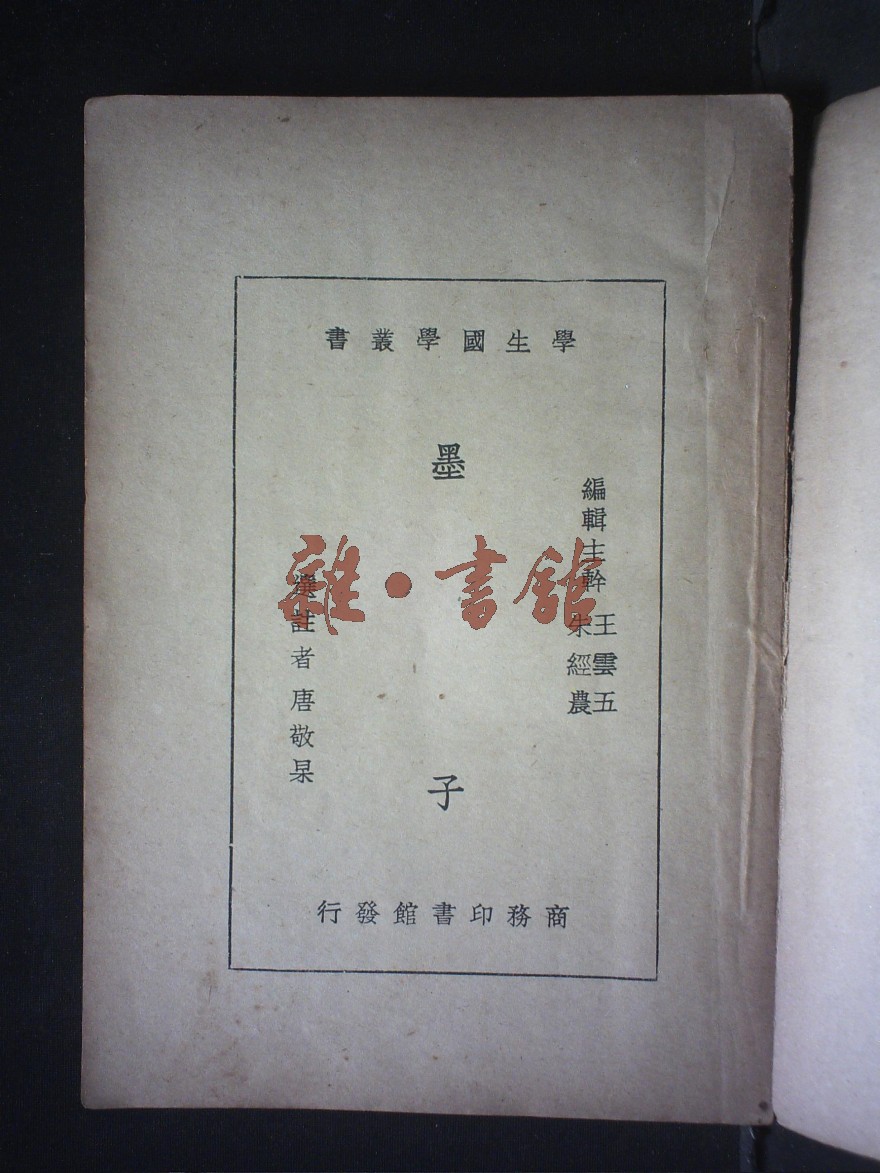 學生國學叢書
編輯主幹 王雲五
朱經農
墨子
選註者唐敬杲
商務印書館發行
雜·書館